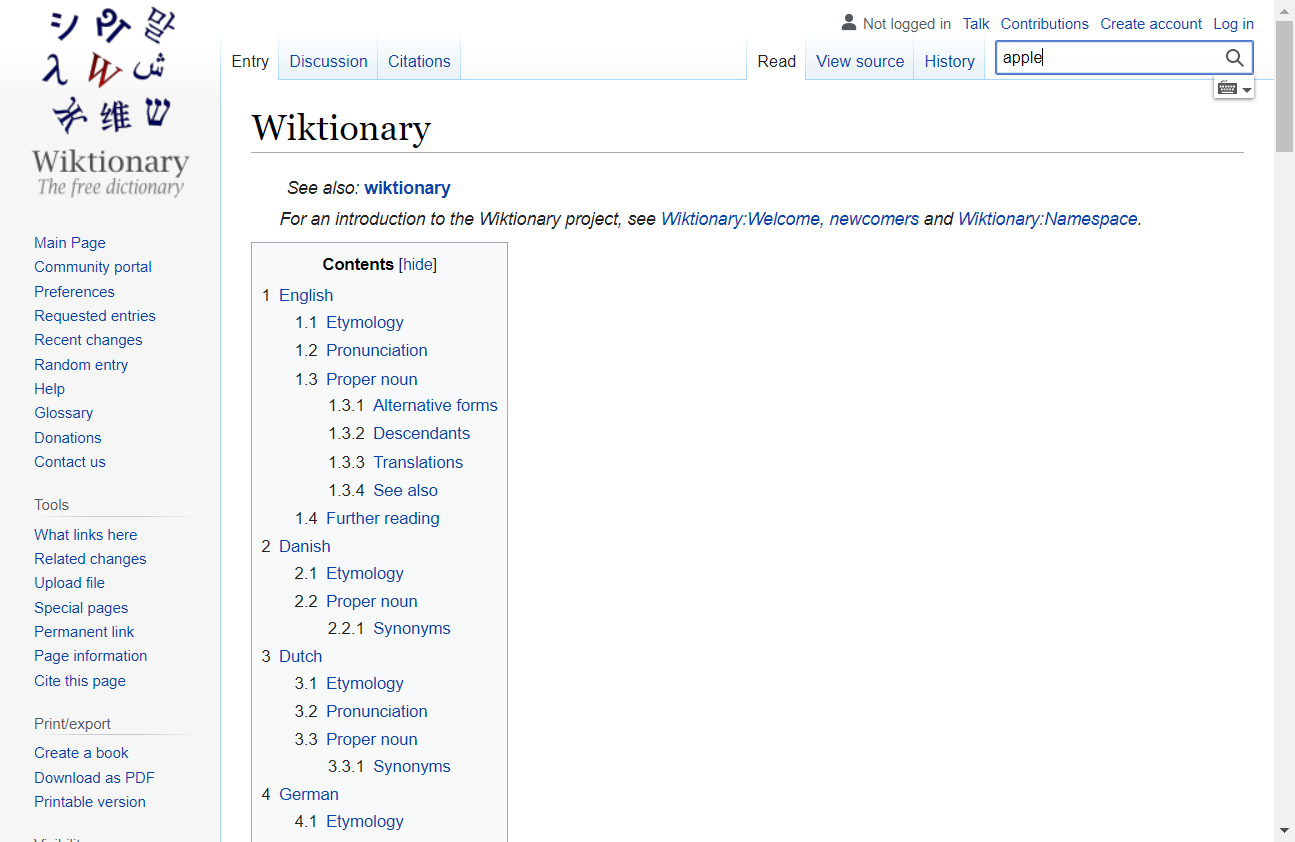 シ
維
Wiktionary
The free dictionary
Main Page
Community portal
Preferences
Requested entries
Recent changes
Random entry
Help
Glossary
Donations
Contact us
Tools
What links here
Related changes
Upload file
Special pages
Permanent link
Page information
Cite this page
Print/export
Create a book
Download as PDF
Printable version
Not logged in Talk Contributions Create account Log in
Entry Discussion Citations Read View source History apple
Wiktionary
See also: wiktionary
For an introduction to the Wiktionary project, see Wiktionary:Welcome, newcomers and Wiktionary:Namespace.
Contents [hide]
1 English
1.1 Etymology
1.2 Pronunciation
1.3 Proper noun
1.3.1 Alternative forms
1.3.2 Descendants
1.3.3 Translations
1.3.4 See also
1.4 Further reading
2 Danish
2.1 Etymology
2.2 Proper noun
2.2.1 Synonyms
3 Dutch
3.1 Etymology
3.2 Pronunciation
3.3 Proper noun
3.3.1 Synonyms
4 German
4.1 Etymology